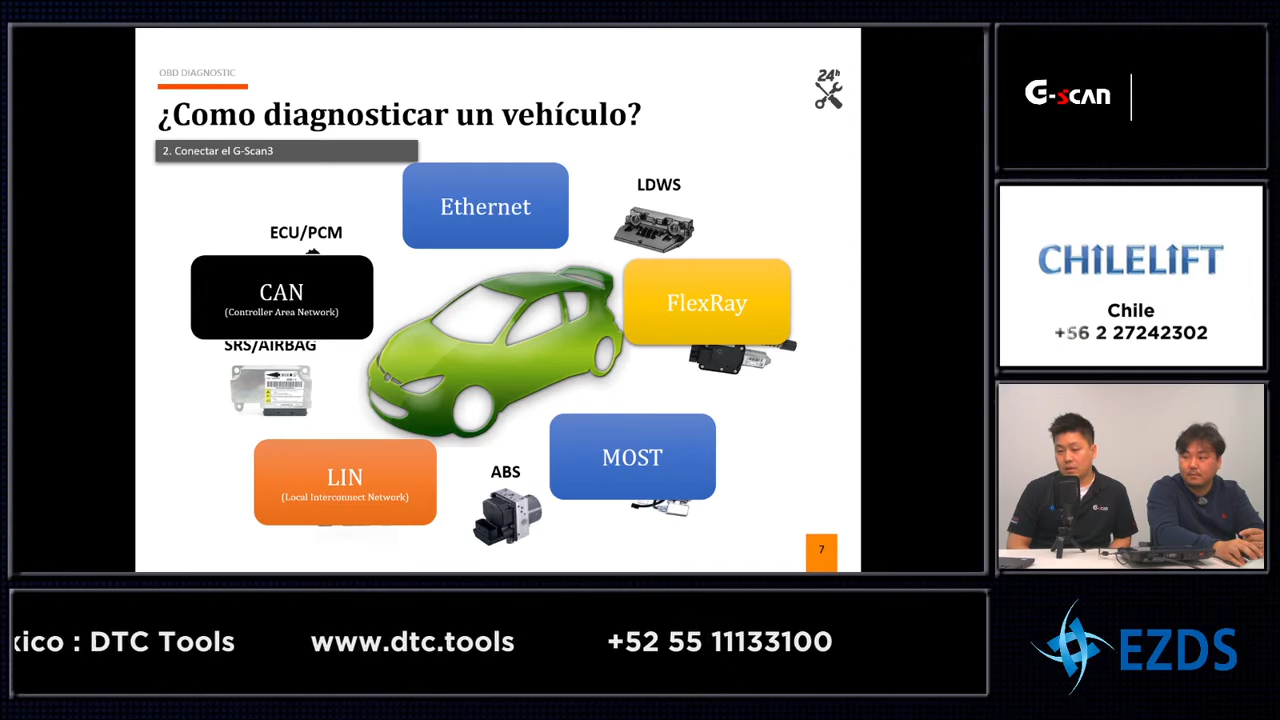 OBD DIAGNOSTIC
24h
¿Como diagnosticar un vehículo?
2. Conectar el G-Scan3
Ethernet
LDWS
ECU/PCM
CAN
(Controller Area Network)
FlexRay
SRS/AIRBAG
MOST
LIN
(Local Interconnect Network)
ABS
7
G-SCAN
CHILELIFT
Chile
+56 2 27242302
G-SCAN
xico : DTC Tools
www.dtc.tools
+52 55 11133100
EZDS